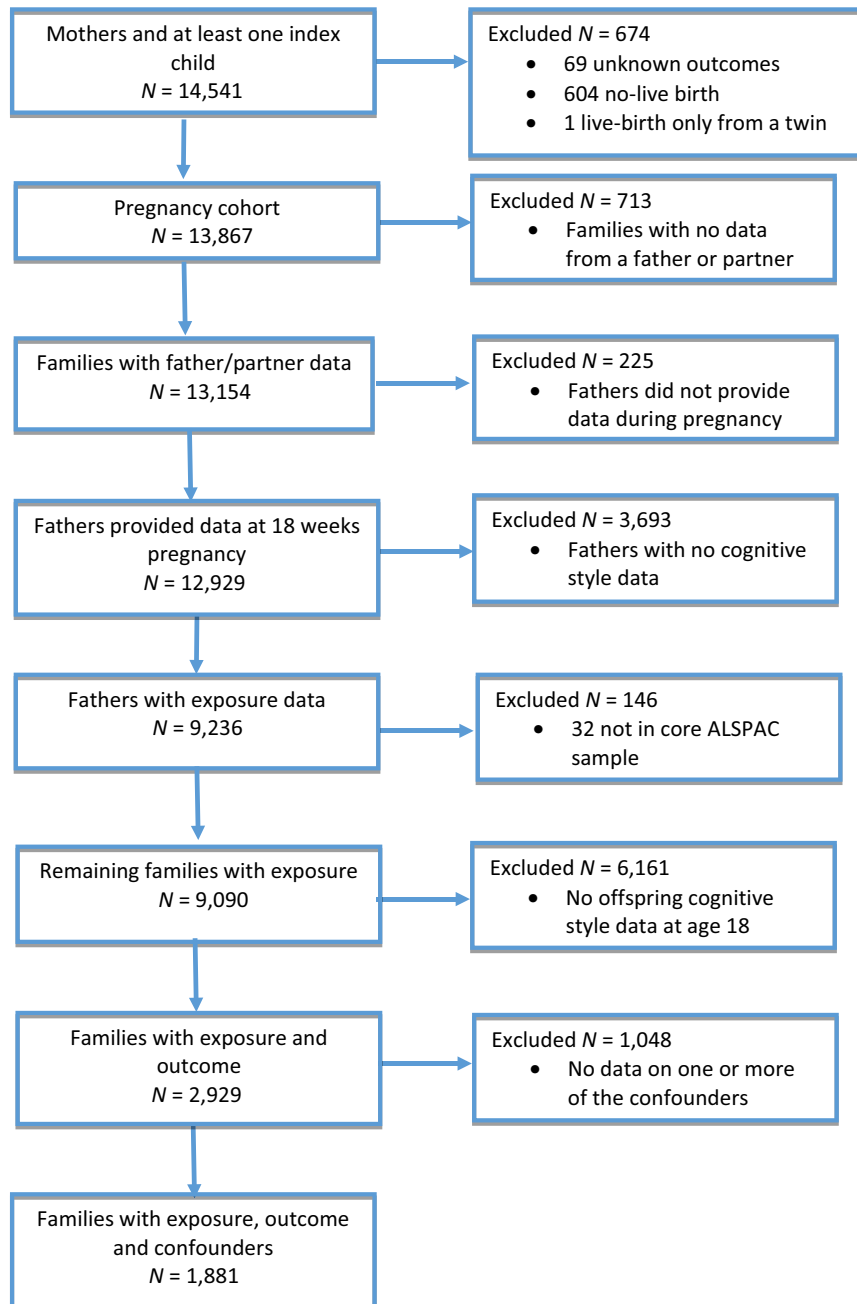 Mothers and at least one index
child
N = 14,541
Excluded N = 674
• 69 unknown outcomes
• 604 no-live birth
• 1 live-birth only from a twin
Pregnancy cohort
N = 13,867
Excluded N = 713
• Families with no data
from a father or partner
Families with father/partner data
N = 13,154
Excluded N = 225
• Fathers did not provide
data during pregnancy
Fathers provided data at 18 weeks
pregnancy
N = 12,929
Excluded N = 3,693
• Fathers with no cognitive
style data
Fathers with exposure data
N = 9,236
Excluded N = 146
• 32 not in core ALSPAC
sample
Remaining families with exposure
N = 9,090
Excluded N = 6,161
• No offspring cognitive
style data at age 18
Families with exposure and
outcome
N = 2,929
Excluded N = 1,048
• No data on one or more
of the confounders
Families with exposure, outcome
and confounders
N = 1,881